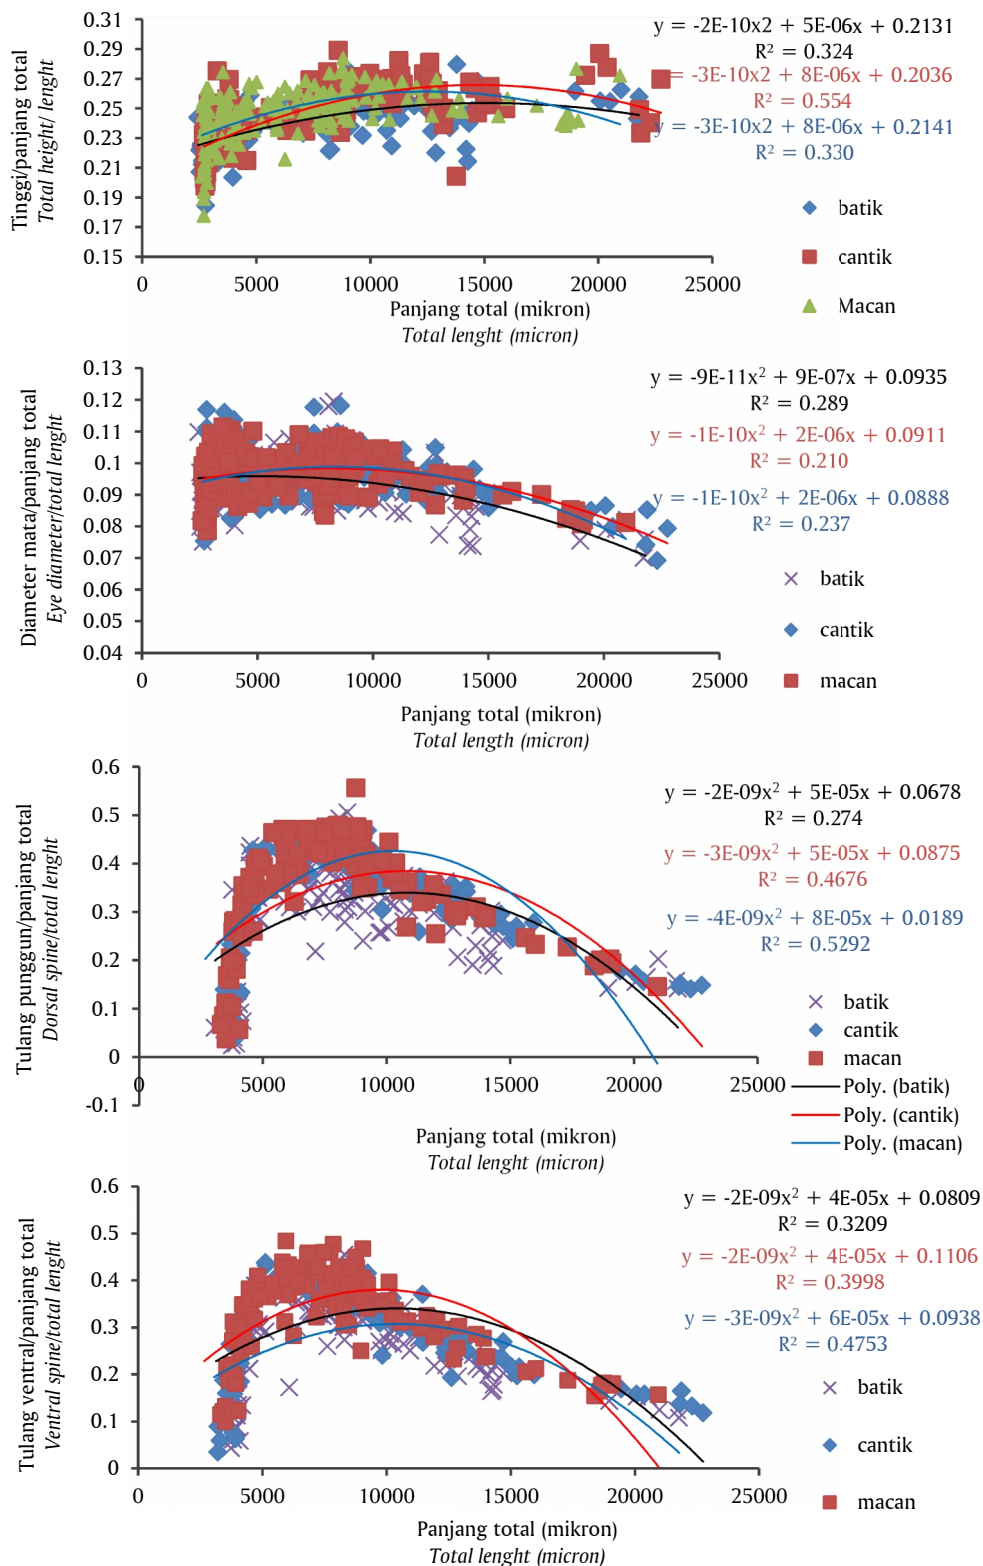 Tinggi/panjang total
Total height/ lenght
0.31
0.29
0.27
0.25
0.23
0.21
0.19
0.17
0.15
0
5000
10000
15000
20000
25000
Panjang total (mikron)
Total lenght (micron)
y = -2E-10x2 + 5E-06x + 0.2131
R² = 0.324
= -3E-10x2 + 8E-06x + 0.2036
R² = 0.554
y = -3E-10x2 + 8E-06x + 0.2141
R² = 0.330
batik
cantik
Macan
Diameter mata/panjang total
Eye diameter/total lenght
0.13
0.12
0.11
0.1
0.09
0.08
0.07
0.06
0.05
0.04
0
5000
10000
15000
20000
25000
Panjang total (mikron)
Total length (micron)
y = -9E-11x² + 9E-07x + 0.0935
R² = 0.289
y = -1E-10x² + 2E-06x + 0.0911
R² = 0.210
y = -1E-10x² + 2E-06x + 0.0888
R² = 0.237
batik
cantik
macan
Tulang punggun/panjang total
Dorsal spine/total lenght
0.6
0.5
0.4
0.3
0.2
0.1
0
-0.1
0
5000
10000
15000
20000
25000
Panjang total (mikron)
Total lenght (micron)
y = -2E-09x² + 5E-05x + 0.0678
R² = 0.274
y = -3E-09x² + 5E-05x + 0.0875
R² = 0.4676
y = -4E-09x² + 8E-05x + 0.0189
R² = 0.5292
batik
cantik
macan
Poly. (batik)
Poly. (cantik)
Poly. (macan)
Tulang ventral/panjang total
Ventral spine/total lenght
0.6
0.5
0.4
0.3
0.2
0.1
0
0
5000
10000
15000
20000
25000
Panjang total (mikron)
Total lenght (micron)
y = -2E-09x² + 4E-05x + 0.0809
R² = 0.3209
y = -2E-09x² + 4E-05x + 0.1106
R² = 0.3998
y = -3E-09x² + 6E-05x + 0.0938
R² = 0.4753
batik
cantik
macan